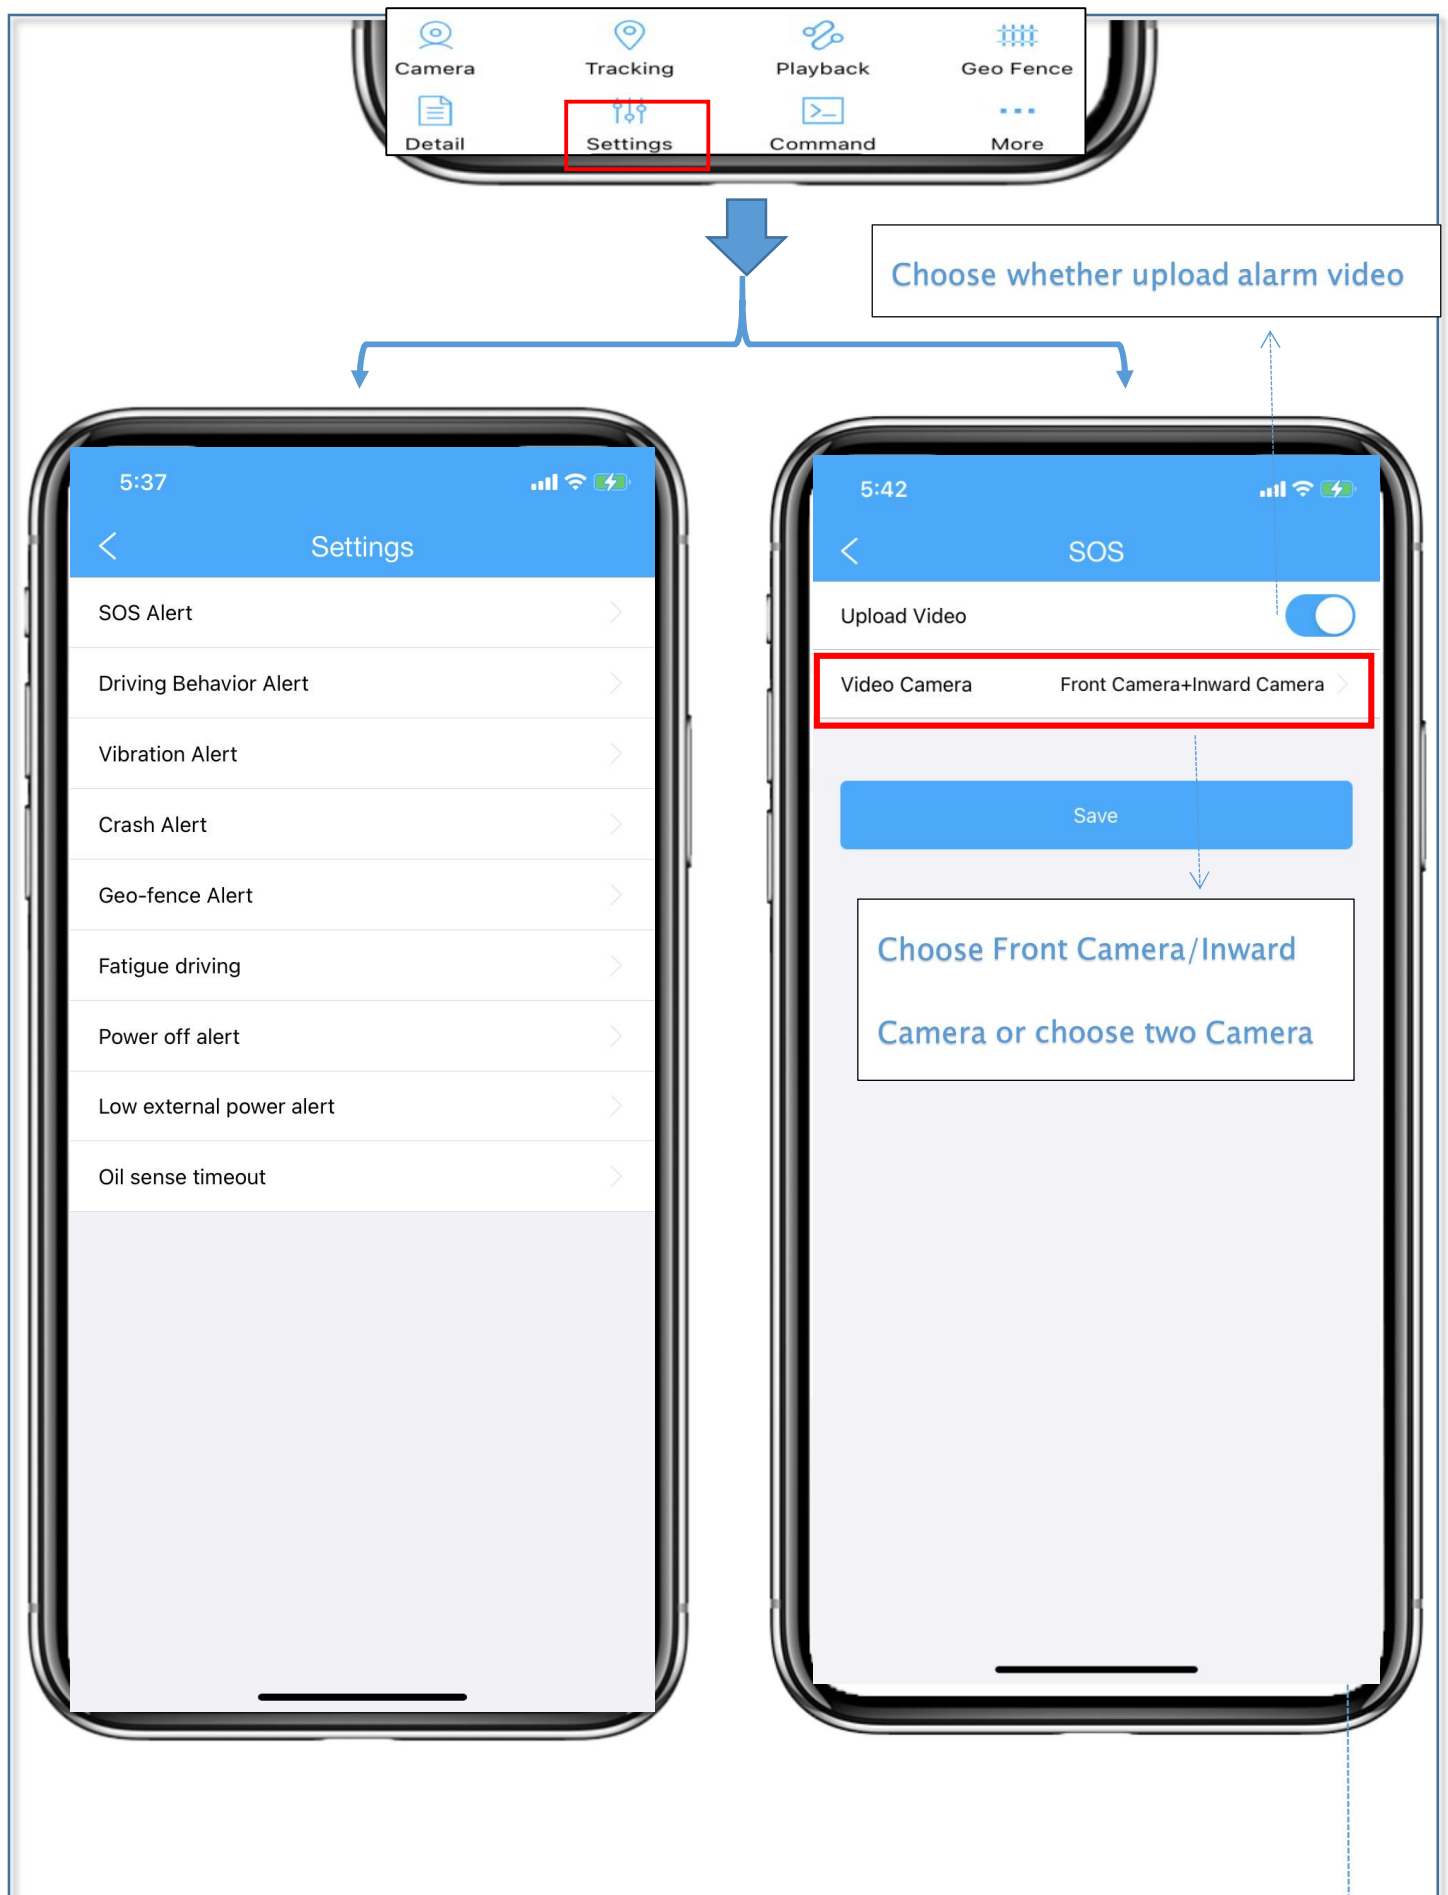 Camera Tracking Playback Geo Fence
Detail Settings Command More
Choose whether upload alarm video
5:37
Settings
SOS Alert
Driving Behavior Alert
Vibration Alert
Crash Alert
Geo-fence Alert
Fatigue driving
Power off alert
Low external power alert
Oil sense timeout
5:42
SOS
Upload Video
Video Camera Front Camera+Inward Camera
Save
Choose Front Camera/Inward
Camera or choose two Camera